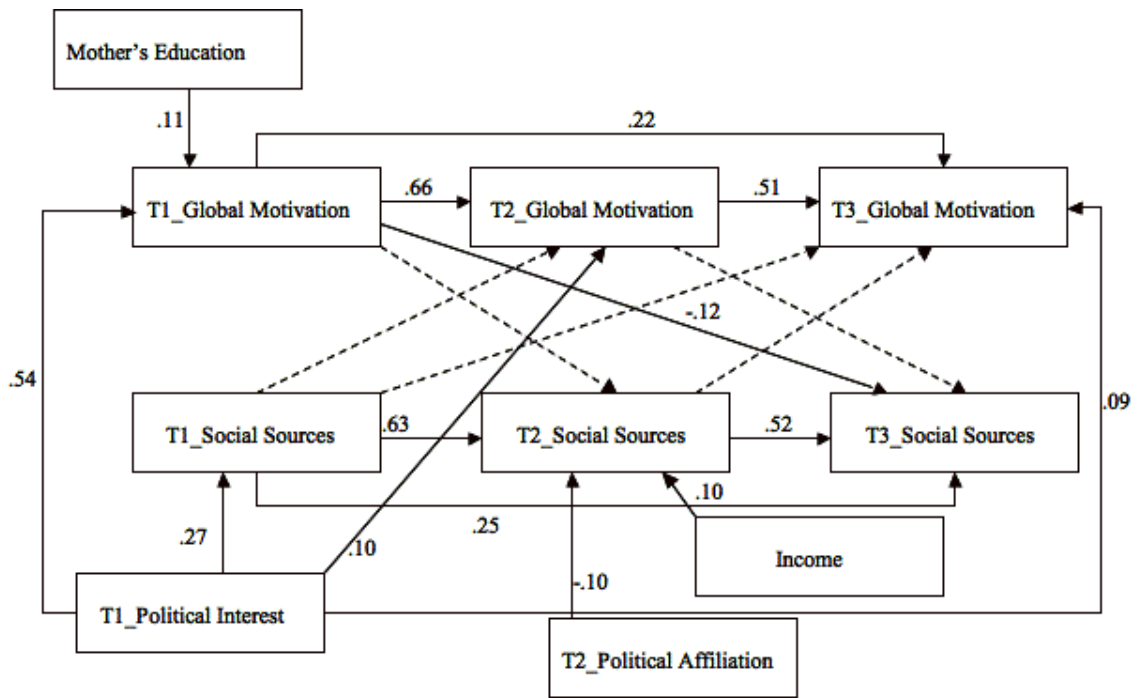 Mother's Education
.11
.22
T1_Global Motivation
.66
T2_Global Motivation
.51
T3_Global Motivation
-.12
.54
.09
T1_Social Sources
.63
T2_Social Sources
.52
T3_Social Sources
.10
.27
.10
.25
Income
-.10
T1_Political Interest
T2_Political Affiliation